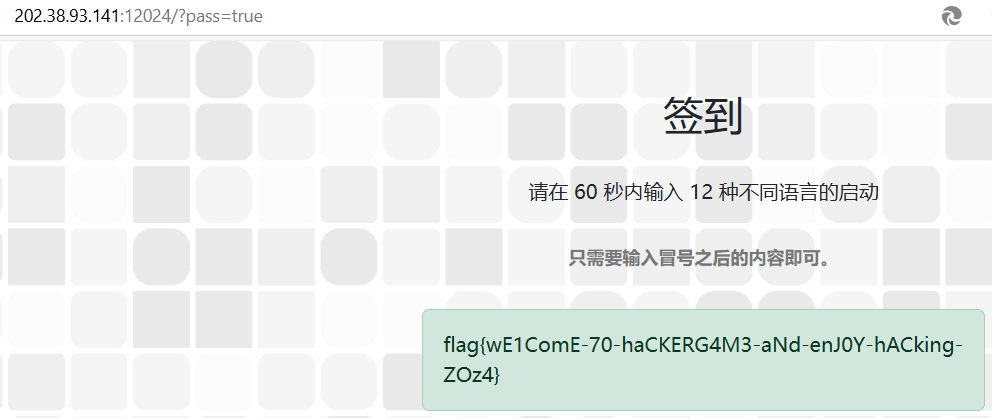 202.38.93.141:12024/?pass=true
签到
请在 60 秒内输入 12 种不同语言的启动
只需要输入冒号之后的内容即可。
flag{wE1ComE-70-haCKERG4M3-aNd-enJ0Y-hACking-
ZOz4}